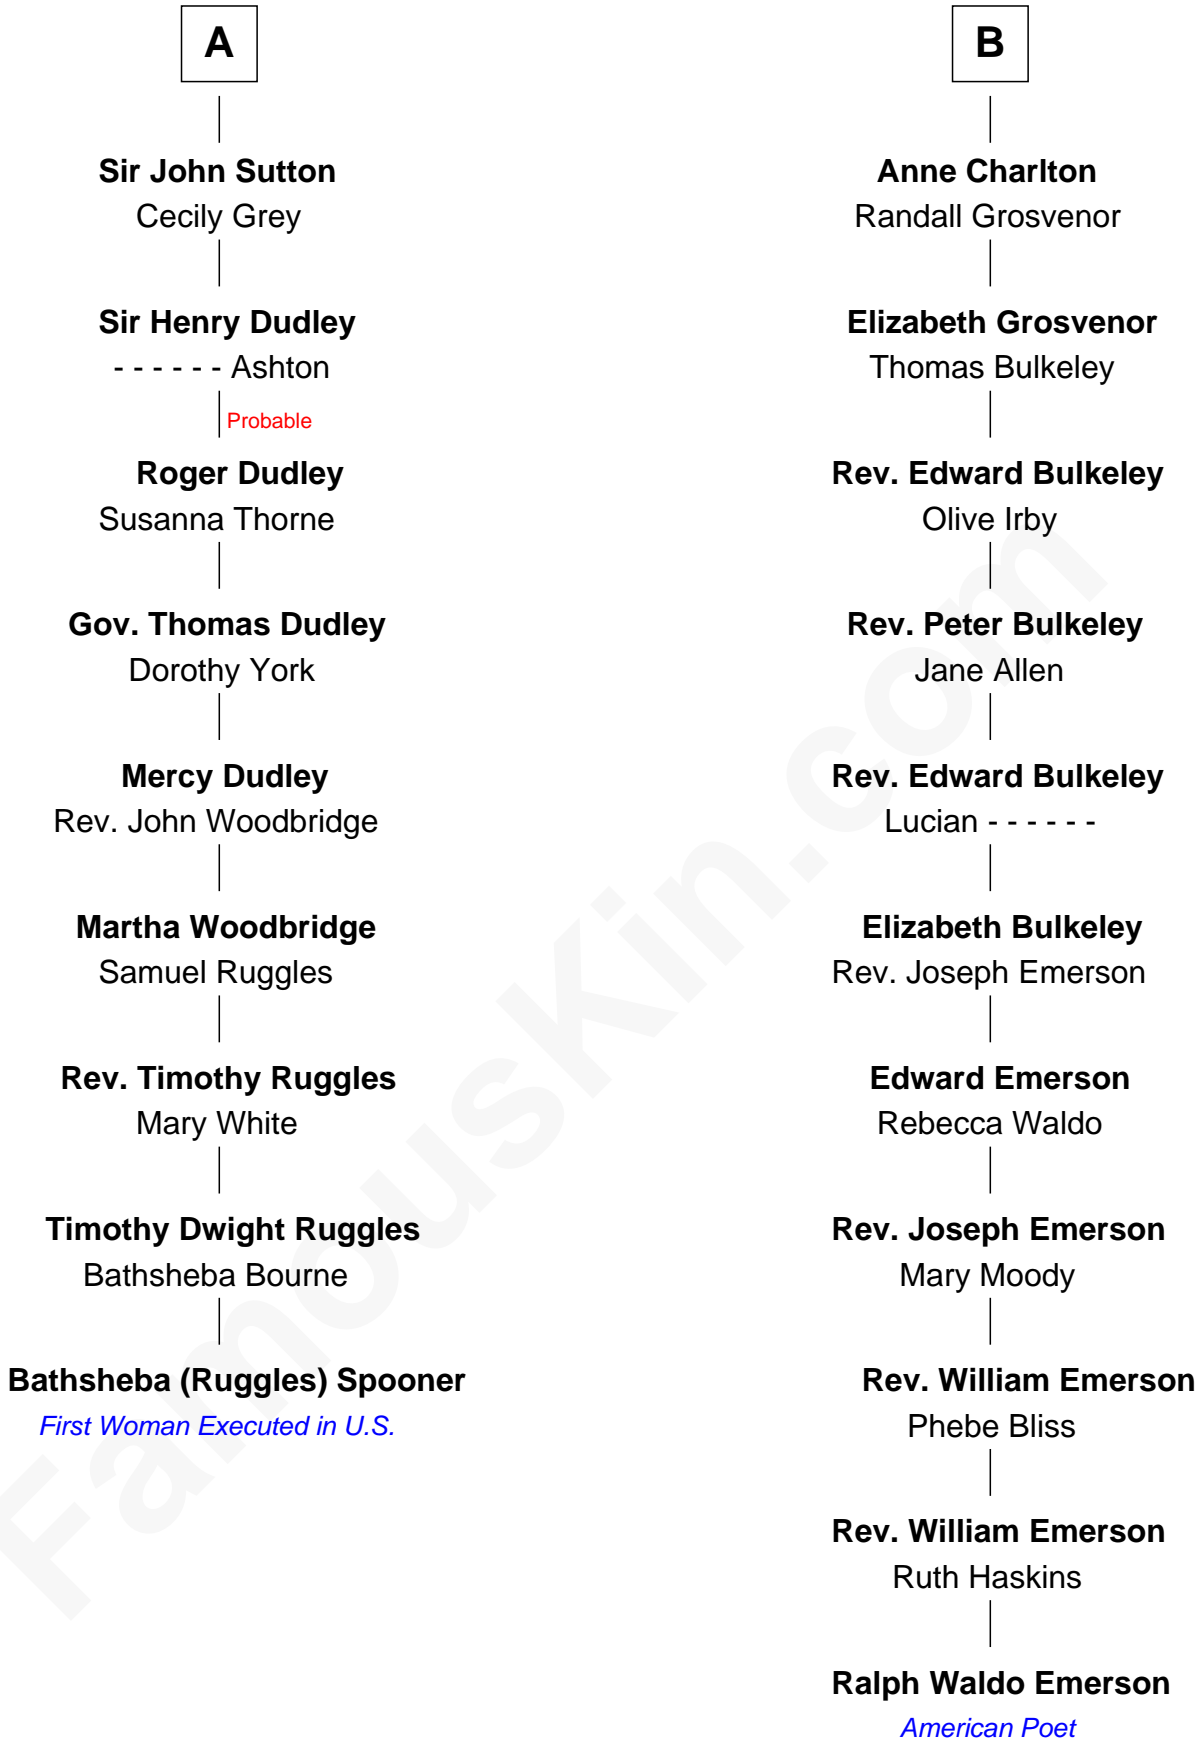 A
Sir John Sutton
Cecily Grey
Sir Henry Dudley
- - - - - - Ashton
Probable
Roger Dudley
Susanna Thorne
Gov. Thomas Dudley
Dorothy York
Mercy Dudley
Rev. John Woodbridge
Martha Woodbridge
Samuel Ruggles
Rev. Timothy Ruggles
Mary White
Timothy Dwight Ruggles
Bathsheba Bourne
Bathsheba (Ruggles) Spooner
First Woman Executed in U.S.
B
Anne Charlton
Randall Grosvenor
Elizabeth Grosvenor
Thomas Bulkeley
Rev. Edward Bulkeley
Olive Irby
Rev. Peter Bulkeley
Jane Allen
Rev. Edward Bulkeley
Lucian - - - - - -
Elizabeth Bulkeley
Rev. Joseph Emerson
Edward Emerson
Rebecca Waldo
Rev. Joseph Emerson
Mary Moody
Rev. William Emerson
Phebe Bliss
Rev. William Emerson
Ruth Haskins
Ralph Waldo Emerson
American Poet
FamousKin.com